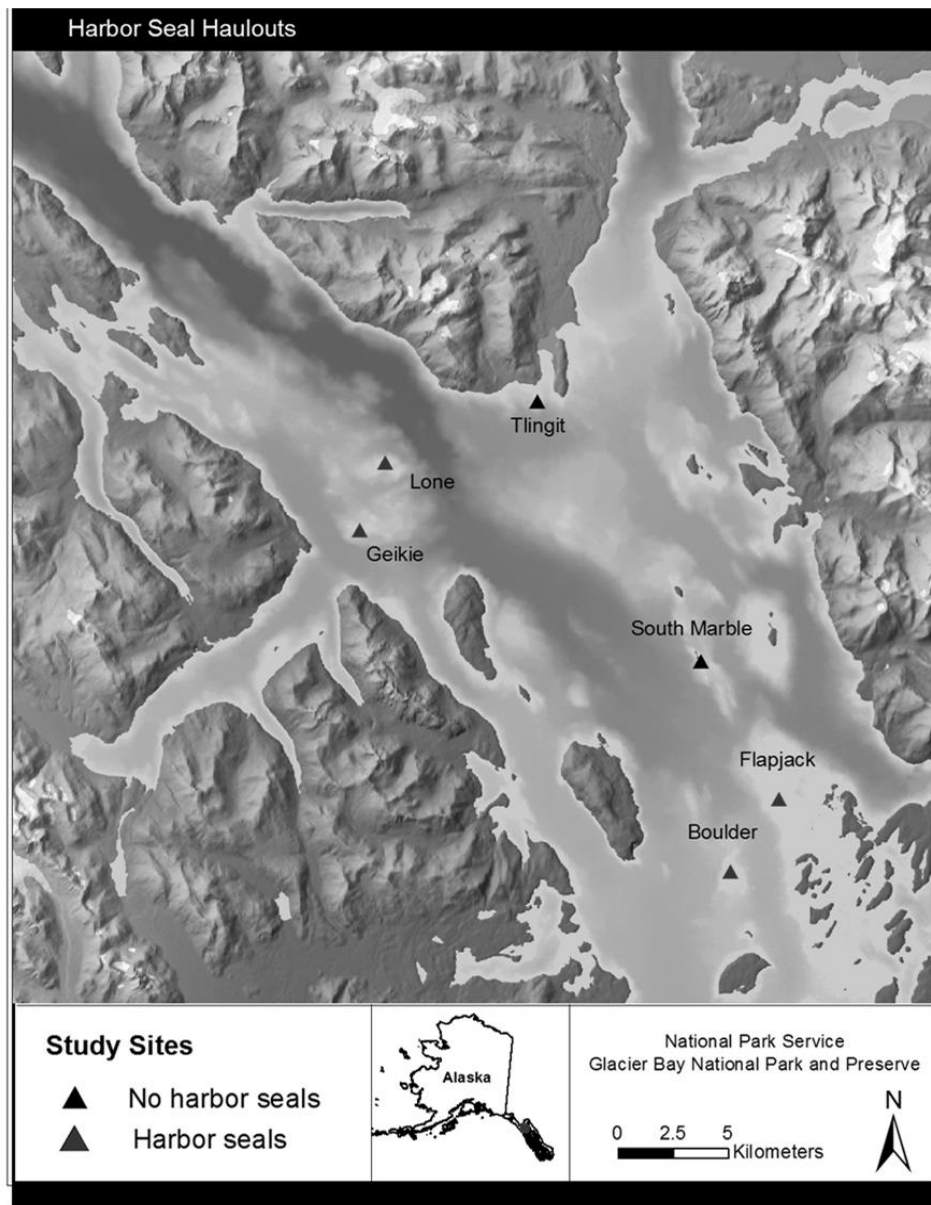 Harbor Seal Haulouts
Tlingit
Lone
Geikie
South Marble
Flapjack
Boulder
Study Sites
No harbor seals
Harbor seals
Alaska
National Park Service
Glacier Bay National Park and Preserve
N
0 2.5 5
Kilometers